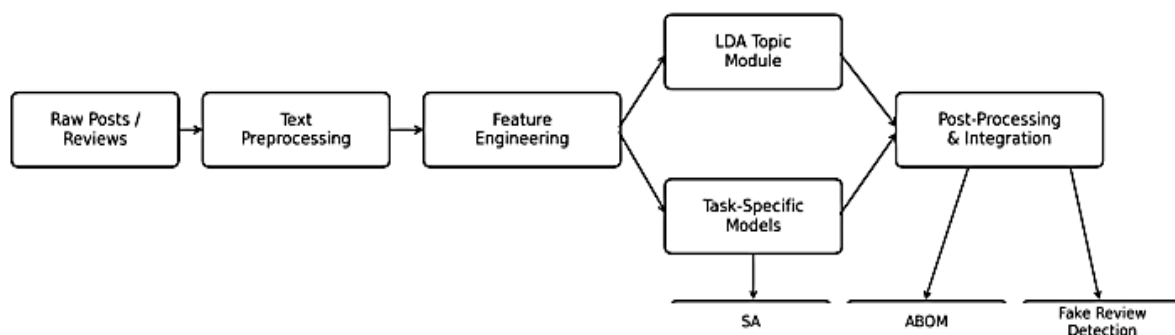 Raw Posts /
Reviews
Text
Preprocessing
Feature
Engineering
LDA Topic
Module
Task-Specific
Models
Post-Processing
& Integration
SA
ABOM
Fake Review
Detection